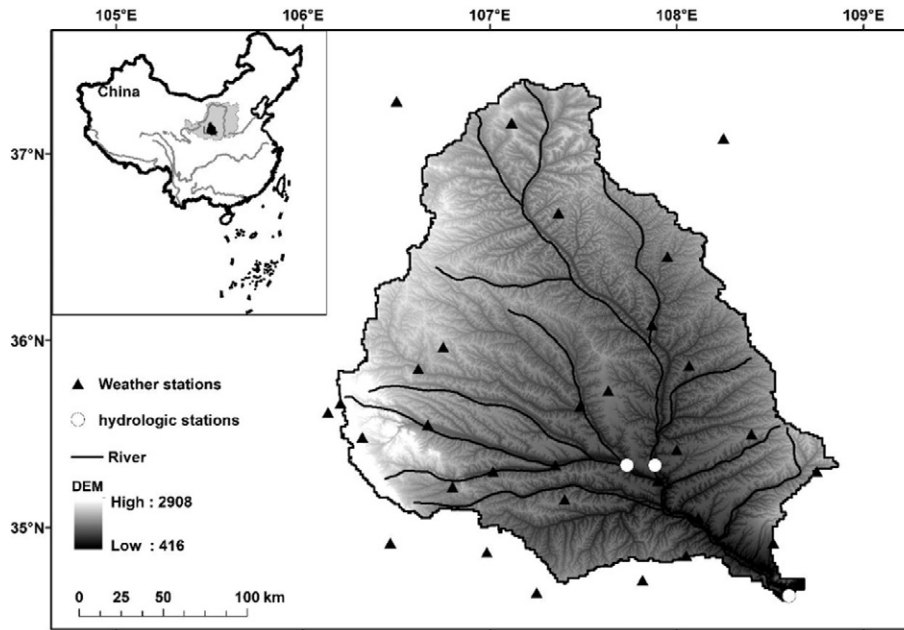 105°E 106°E 107°E 108°E 109°E
China
37°N
36°N
Weather stations
hydrologic stations
River
DEM
High : 2908
Low : 416
35°N
0 25 50 100 km